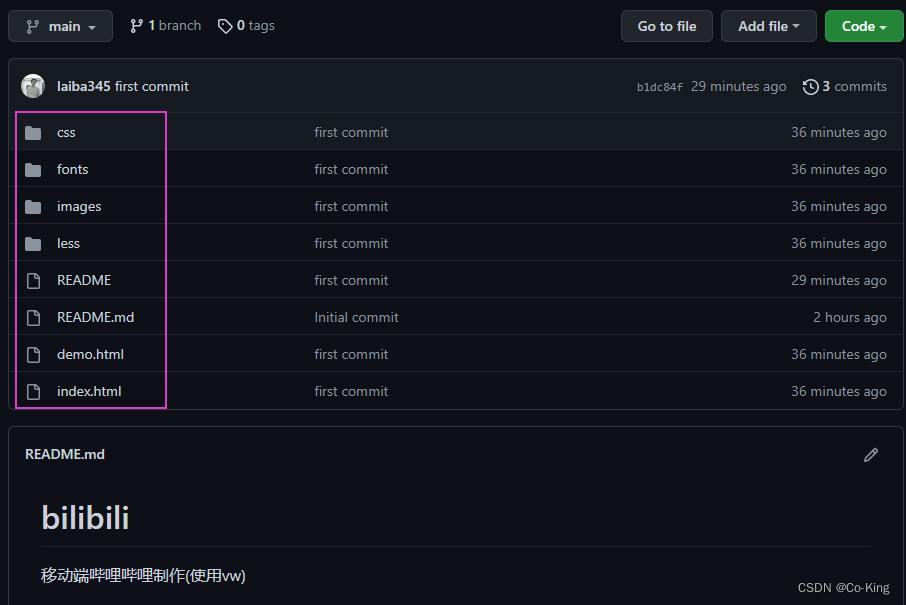 main 1 branch 0 tags Go to file Add file Code
laiba345 first commit b1dc84f 29 minutes ago 3 commits
css first commit 36 minutes ago
fonts first commit 36 minutes ago
images first commit 36 minutes ago
less first commit 36 minutes ago
README first commit 29 minutes ago
README.md Initial commit 2 hours ago
demo.html first commit 36 minutes ago
index.html first commit 36 minutes ago
README.md
bilibili
移动端哔哩哔哩制作(使用vw)
CSDN @Co-King